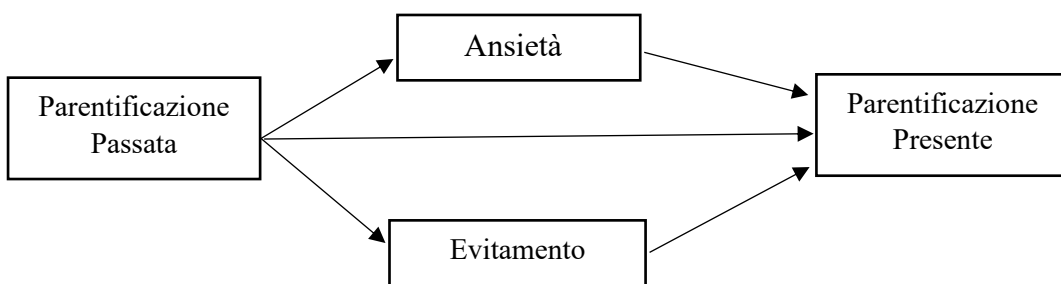 Ansietà
Parentificazione
Passata
Parentificazione
Presente
Evitamento